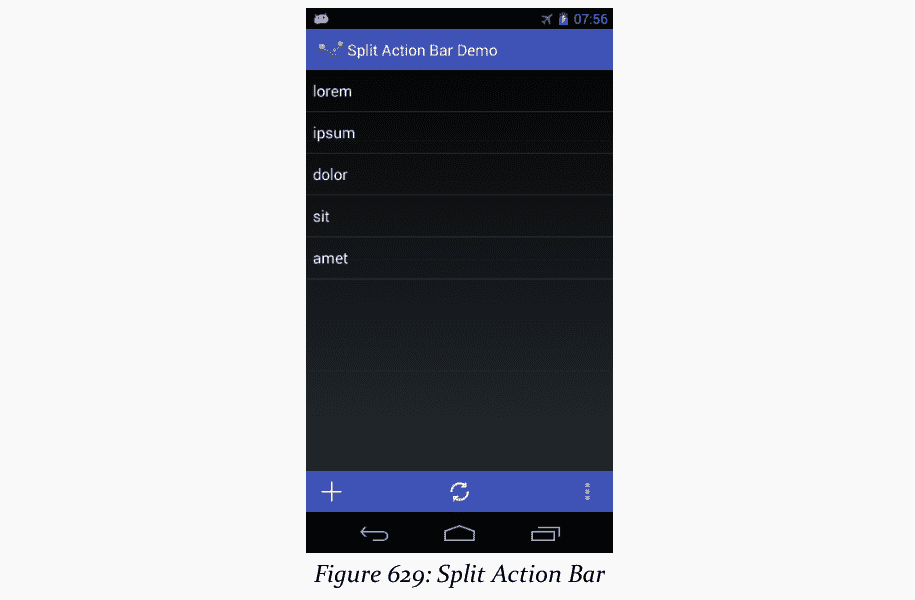 07:56
Split Action Bar Demo
lorem
ipsum
dolor
sit
amet
Figure 629: Split Action Bar